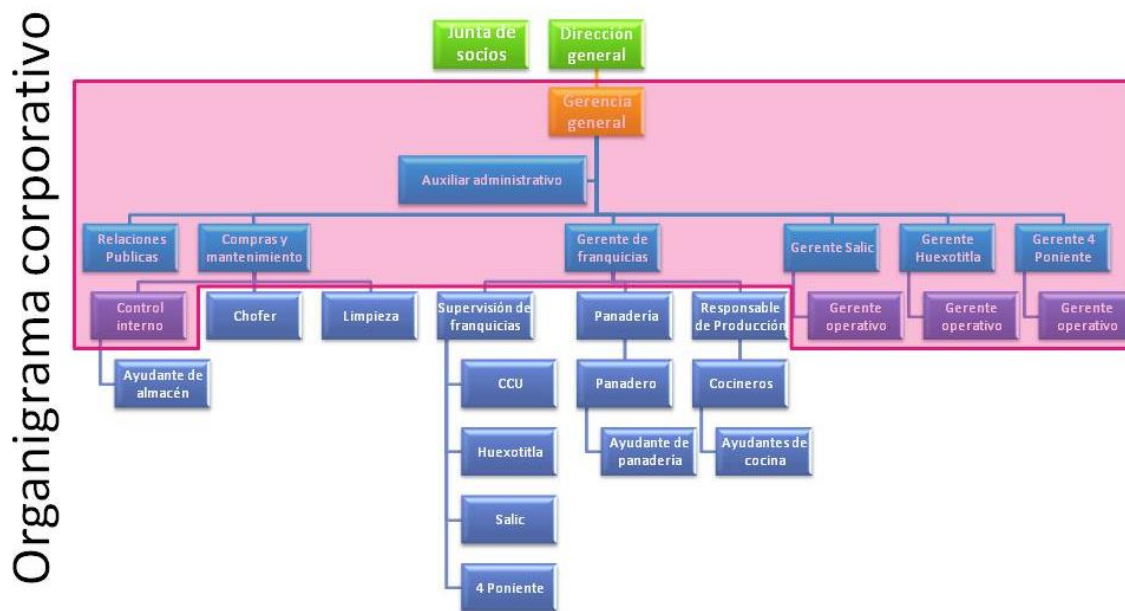 Organigrama corporativo
Junta de
socios
Dirección
general
Gerencia
general
Auxiliar administrativo
Relaciones
Publicas
Compras y
mantenimiento
Gerente de
franquicias
Gerente Salic
Gerente
Huexotitla
Gerente 4
Poniente
Control
interno
Chofer
Limpieza
Supervisión de
franquicias
Panadería
Responsable
de Producción
Gerente
operativo
Gerente
operativo
Gerente
operativo
Ayudante de
almacén
CCU
Panadero
Cocineros
Huexotitla
Ayudante de
panadería
Ayudantes de
cocina
Salic
4 Poniente